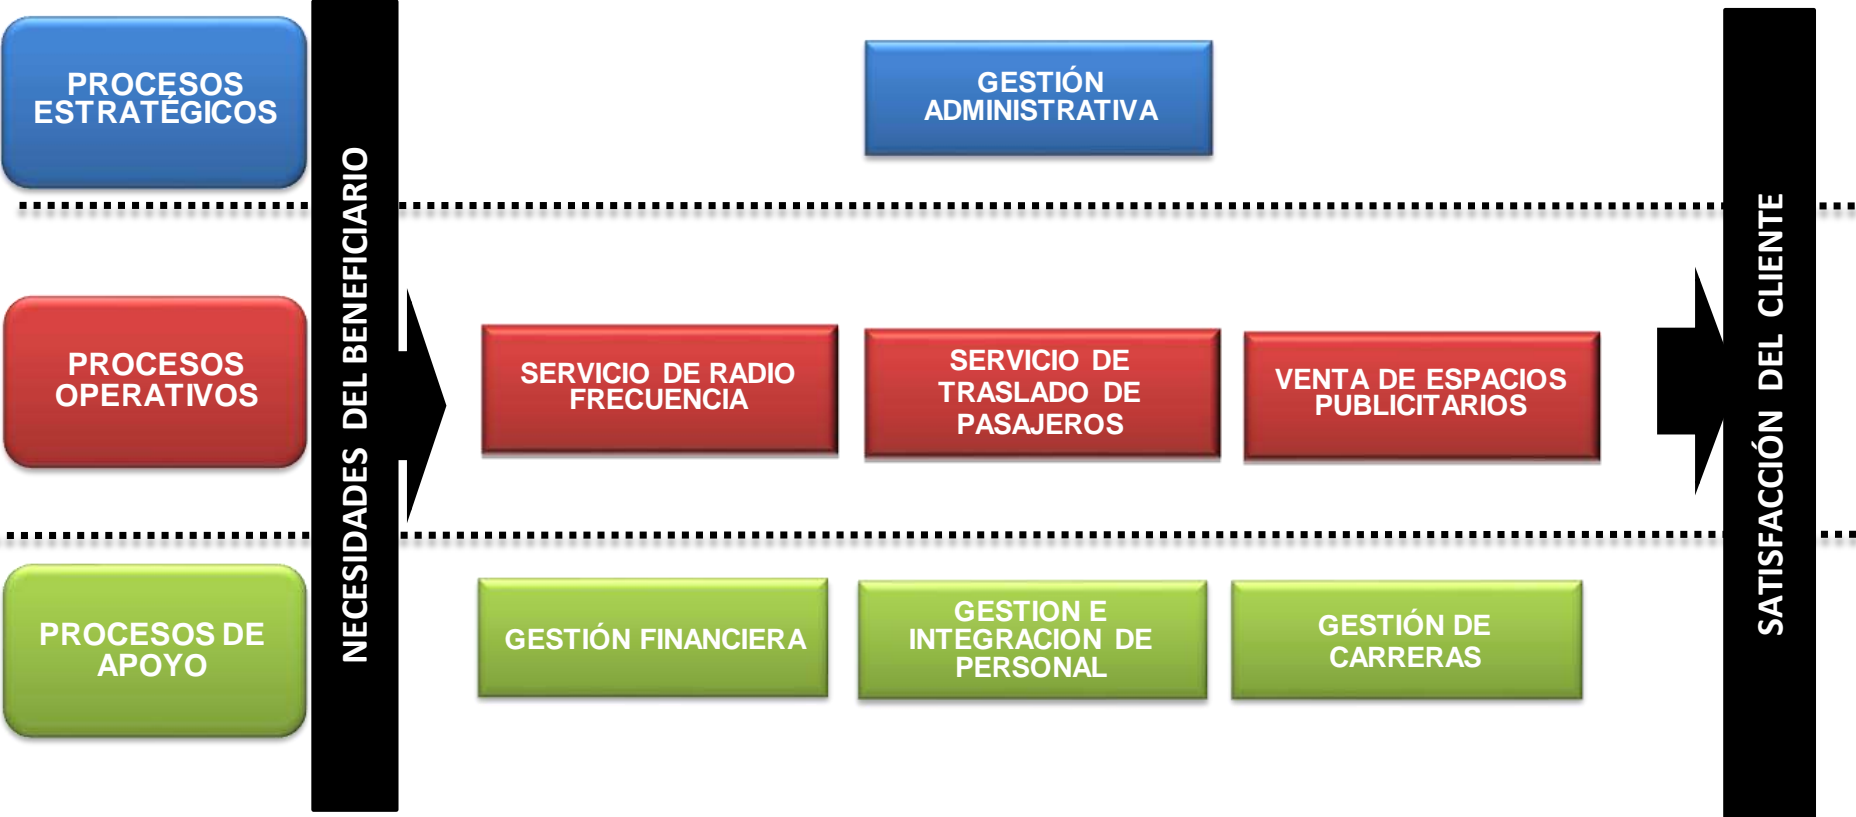 PROCESOS
ESTRATÉGICOS
GESTIÓN
ADMINISTRATIVA
NECESIDADES DEL BENEFICIARIO
PROCESOS
OPERATIVOS
SERVICIO DE RADIO
FRECUENCIA
SERVICIO DE
TRASLADO DE
PASAJEROS
VENTA DE ESPACIOS
PUBLICITARIOS
SATISFACCIÓN DEL CLIENTE
PROCESOS DE
APOYO
GESTIÓN FINANCIERA
GESTION E
INTEGRACION DE
PERSONAL
GESTIÓN DE
CARRERAS